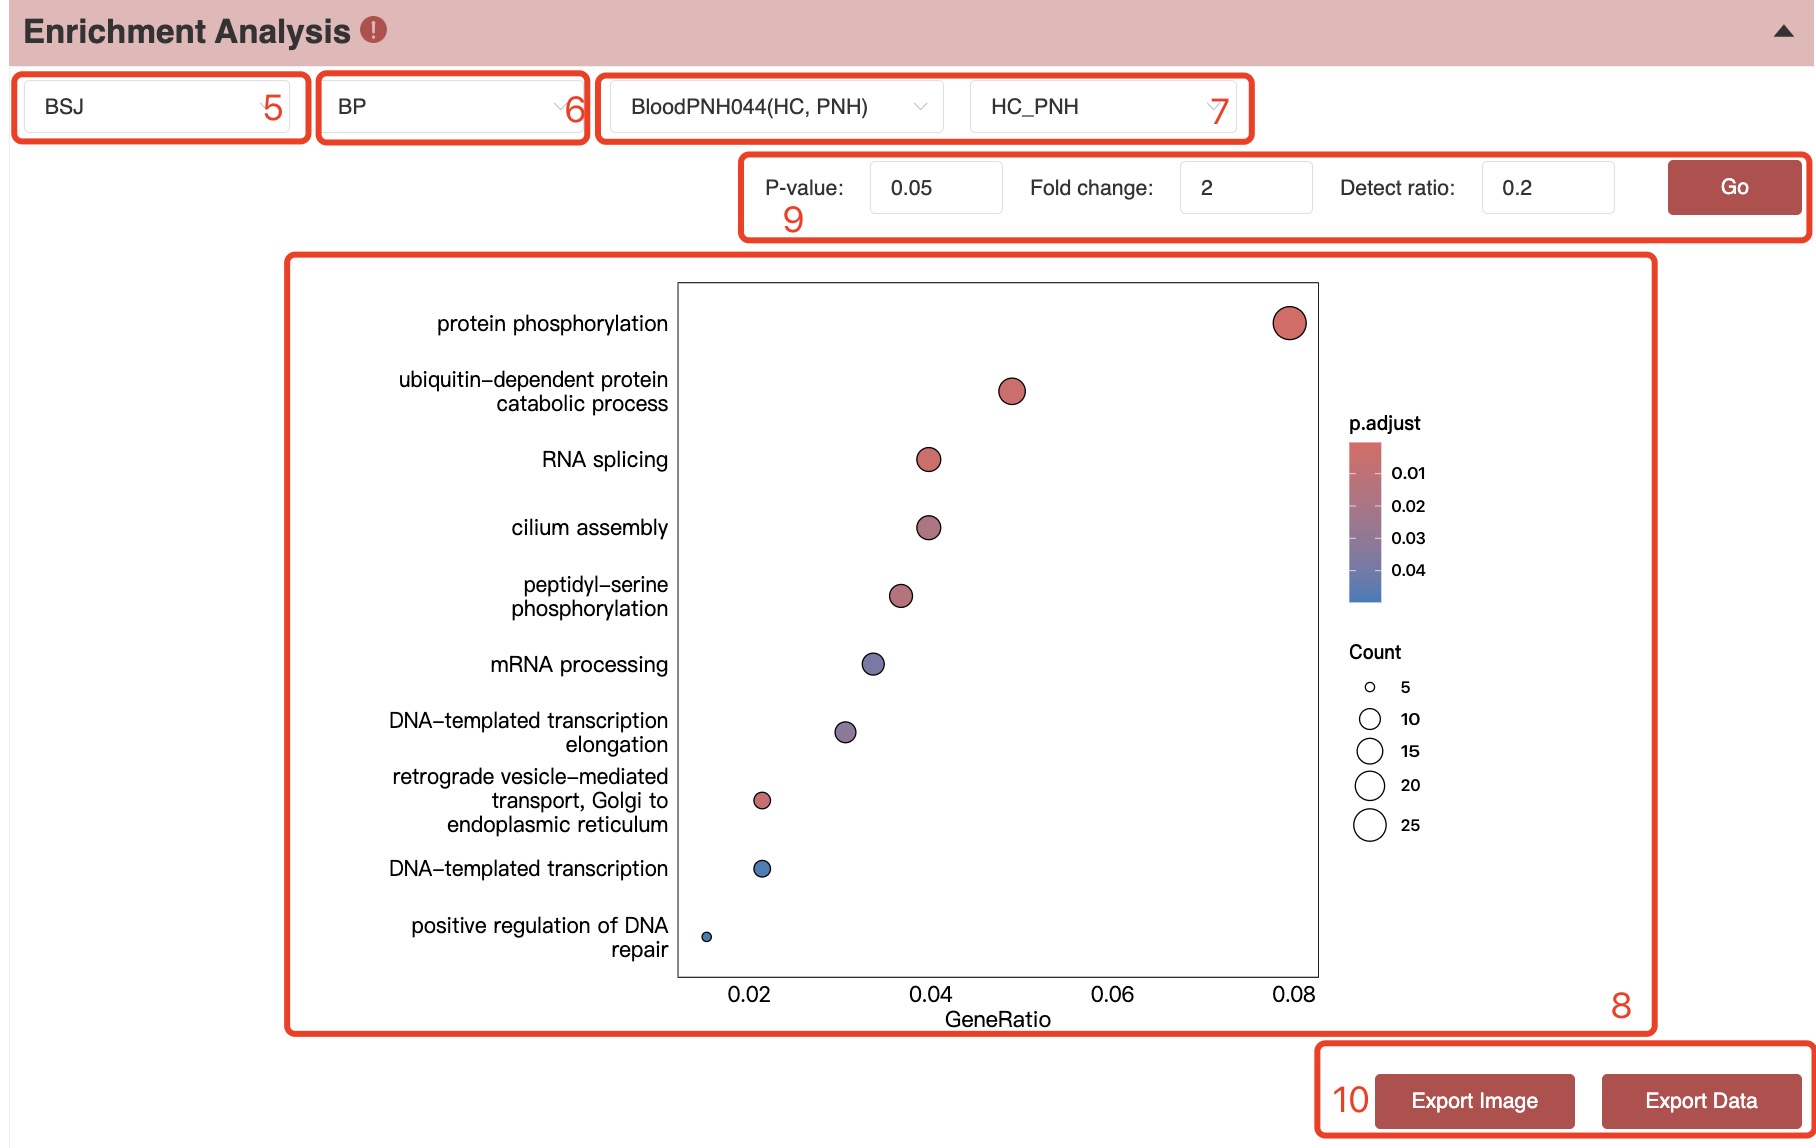 Enrichment Analysis !
BSJ 5 BP 6 BloodPNH044(HC, PNH) HC_PNH 7
P-value: 0.05 Fold change: 2 Detect ratio: 0.2 Go
9
protein phosphorylation
ubiquitin–dependent protein
catabolic process
RNA splicing
cilium assembly
peptidyl–serine
phosphorylation
mRNA processing
DNA–templated transcription
elongation
retrograde vesicle–mediated
transport, Golgi to
endoplasmic reticulum
DNA–templated transcription
positive regulation of DNA
repair
0.02 0.04 0.06 0.08
GeneRatio
p.adjust
0.01
0.02
0.03
0.04
Count
5
10
15
20
25
8
10 Export Image Export Data